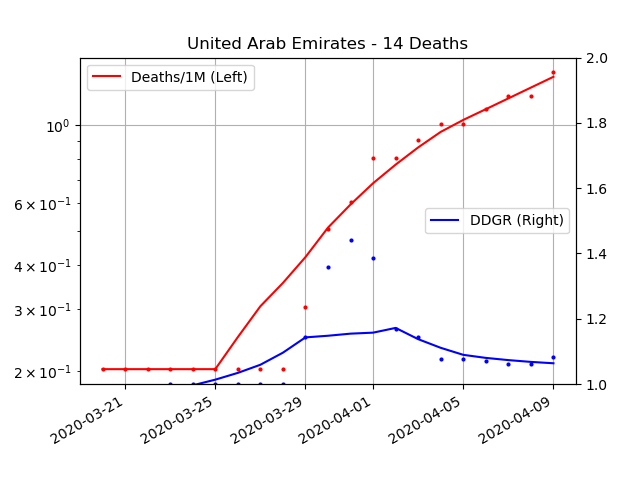 United Arab Emirates - 14 Deaths
Deaths/1M (Left)
DDGR (Right)
10⁰
6 × 10⁻¹
4 × 10⁻¹
3 × 10⁻¹
2 × 10⁻¹
2.0
1.8
1.6
1.4
1.2
1.0
2020-03-21
2020-03-25
2020-03-29
2020-04-01
2020-04-05
2020-04-09